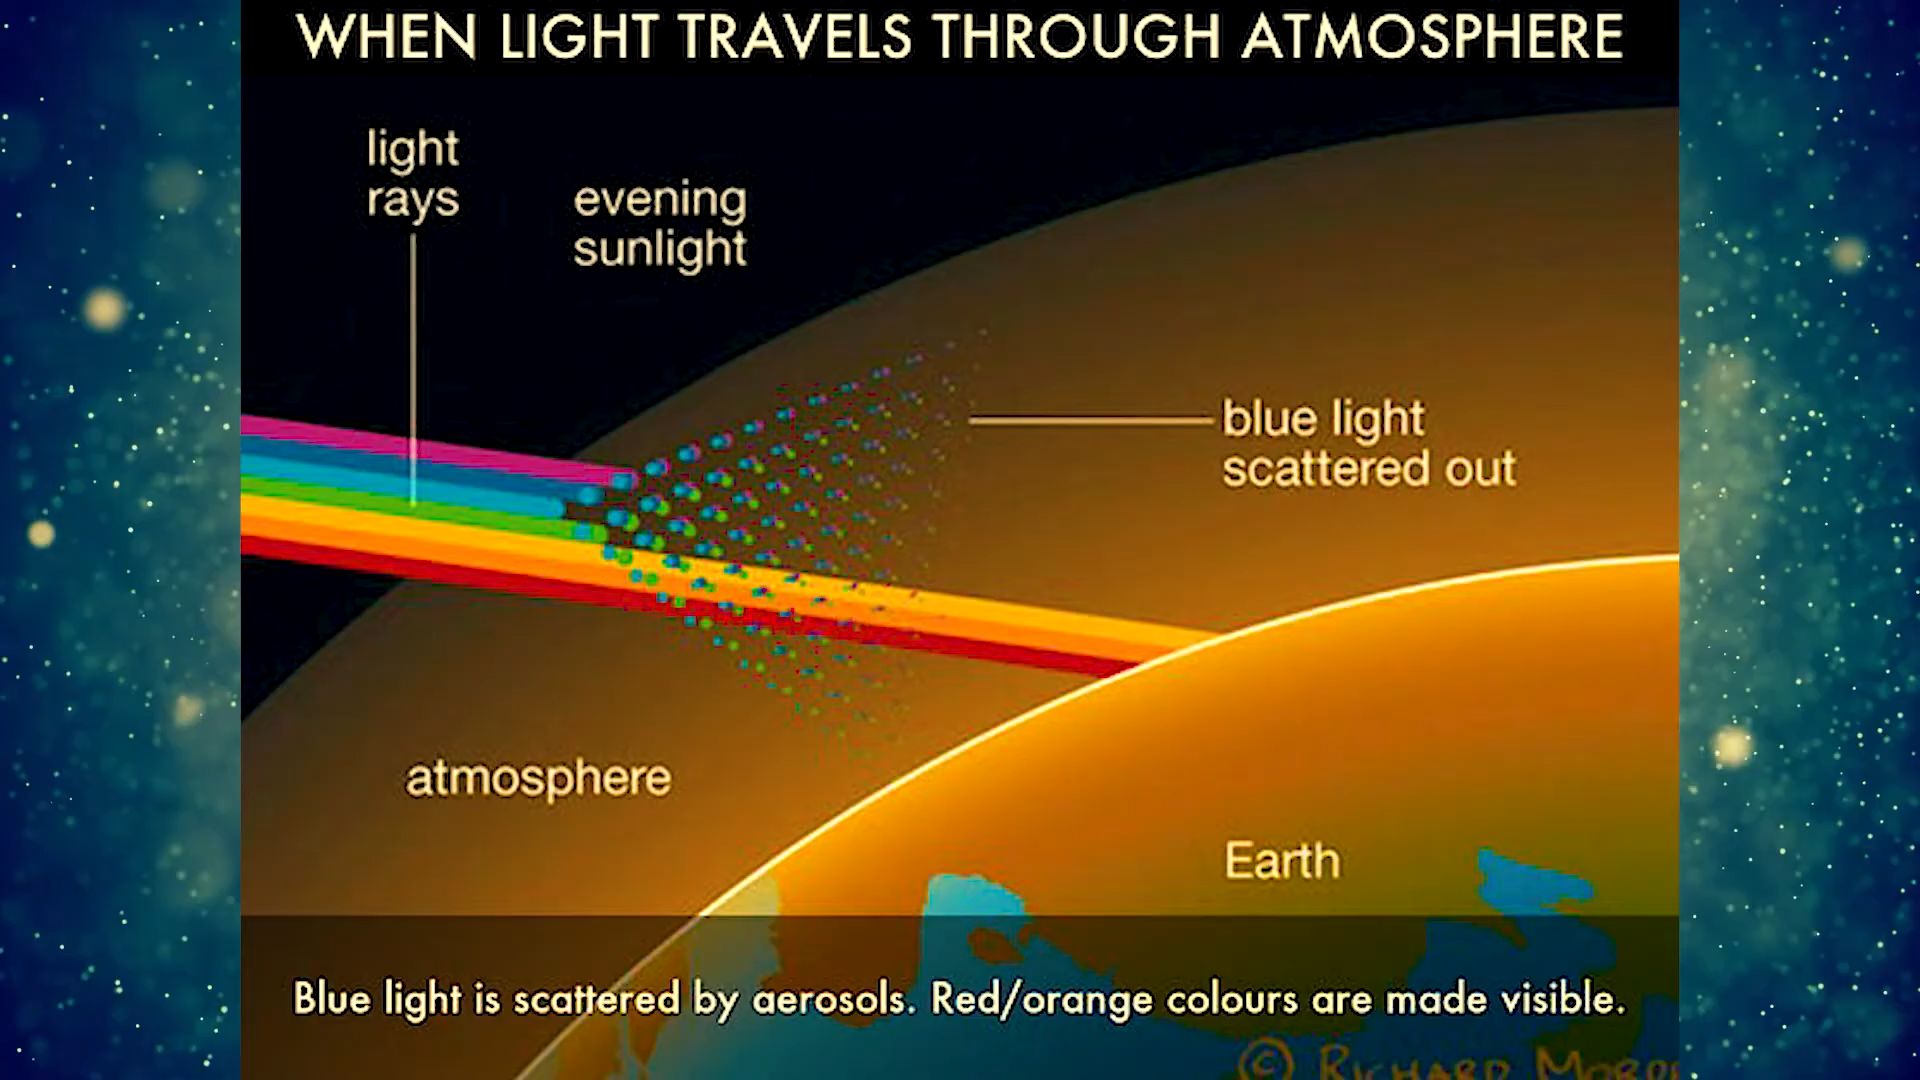 WHEN LIGHT TRAVELS THROUGH ATMOSPHERE
light
rays
evening
sunlight
blue light
scattered out
atmosphere
Earth
Blue light is scattered by aerosols. Red/orange colours are made visible.
© RICHARD